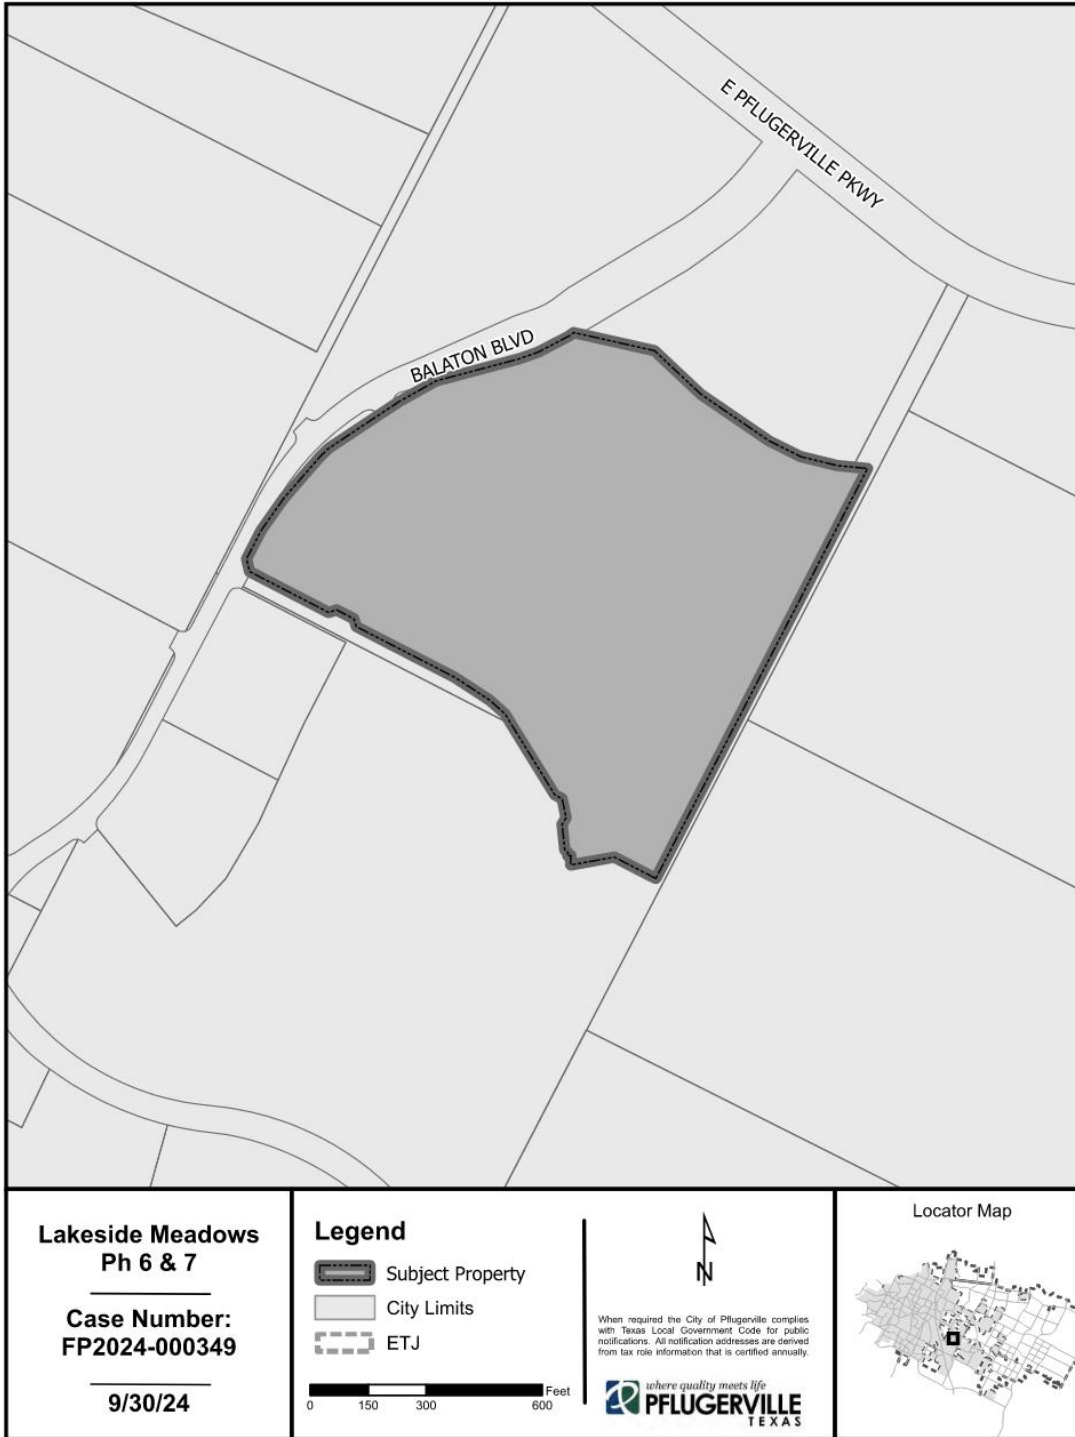 E PFLUGERVILLE PKWY
BALATON BLVD
Lakeside Meadows
Ph 6 & 7
Case Number:
FP2024-000349
9/30/24
Legend
Subject Property
City Limits
ETJ
Feet
0 150 300 600
N
When required the City of Pflugerville complies
with Texas Local Government Code for public
notifications. All notification addresses are derived
from tax role information that is certified annually.
where quality meets life
PFLUGERVILLE
TEXAS
Locator Map